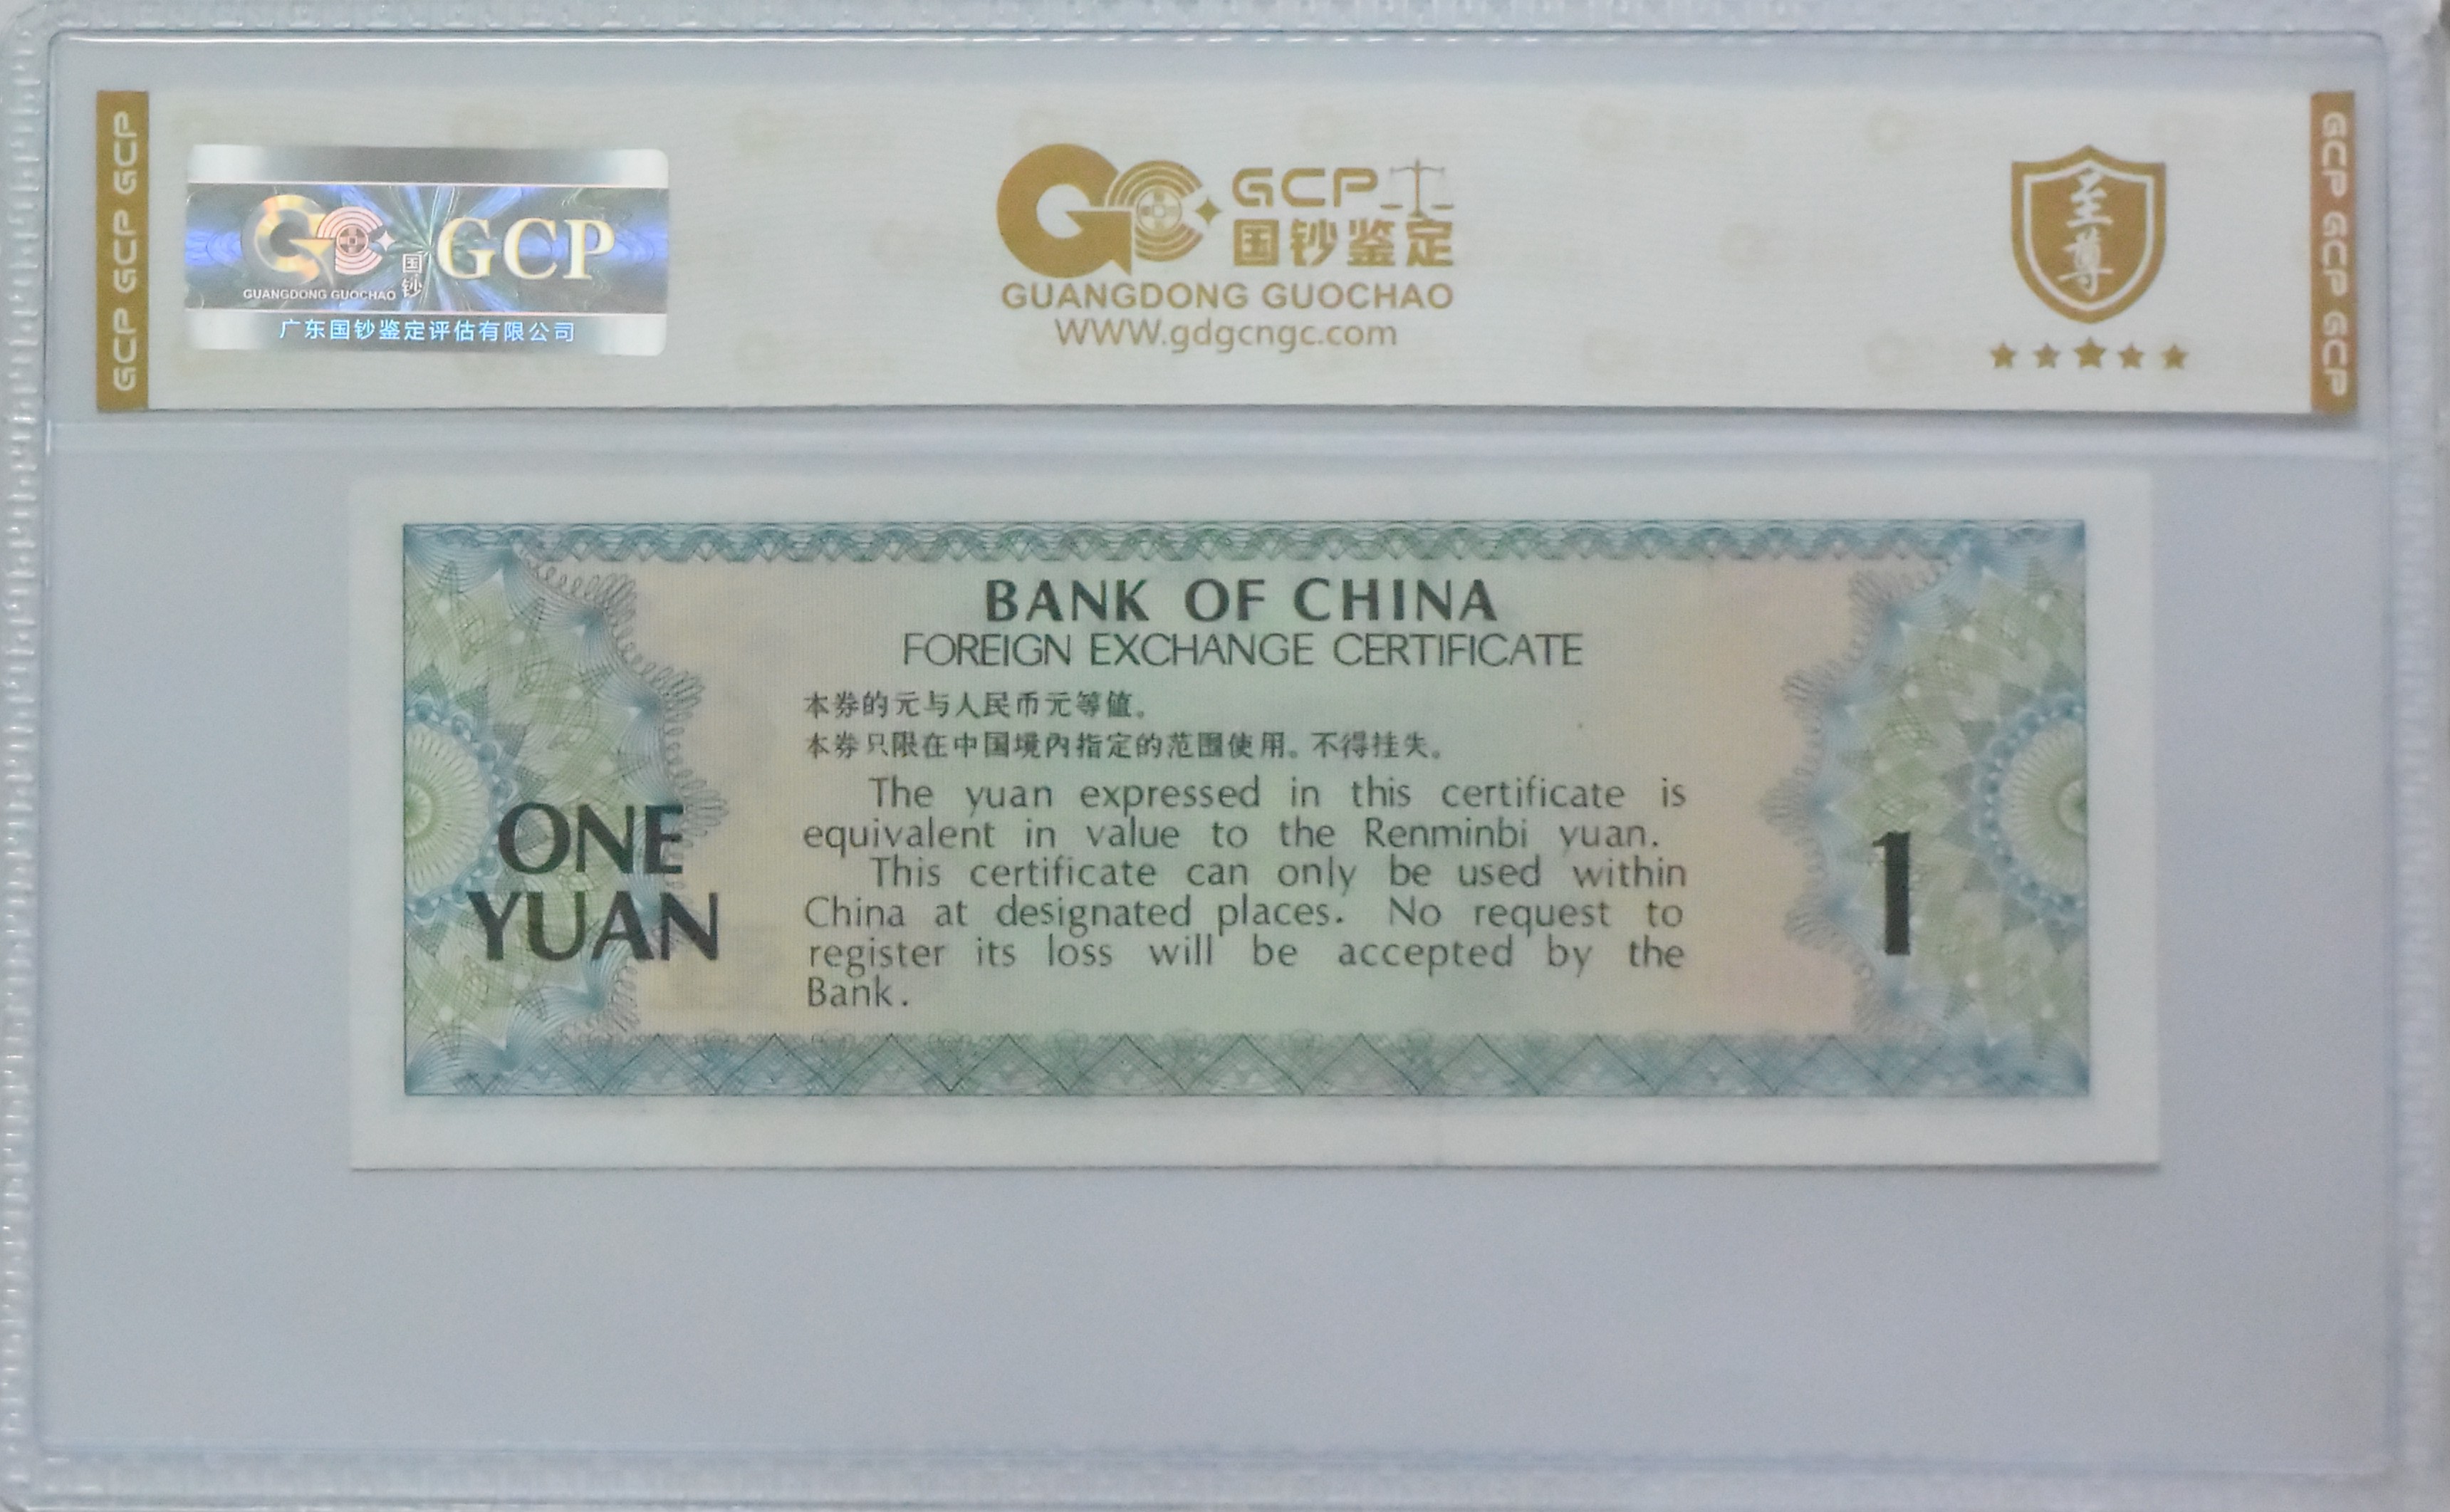 GCP GCP GCP
GC GCP
国钞
GUANGDONG GUOCHAO
广东国钞鉴定评估有限公司
GCP
国钞鉴定
GUANGDONG GUOCHAO
WWW.gdgcngc.com
至尊
GCP GCP GCP
BANK OF CHINA
FOREIGN EXCHANGE CERTIFICATE
本券的元与人民币元等值。
本券只限在中国境内指定的范围使用。不得挂失。
The yuan expressed in this certificate is
equivalent in value to the Renminbi yuan.
This certificate can only be used within
China at designated places. No request to
register its loss will be accepted by the
Bank.
ONE
YUAN
1